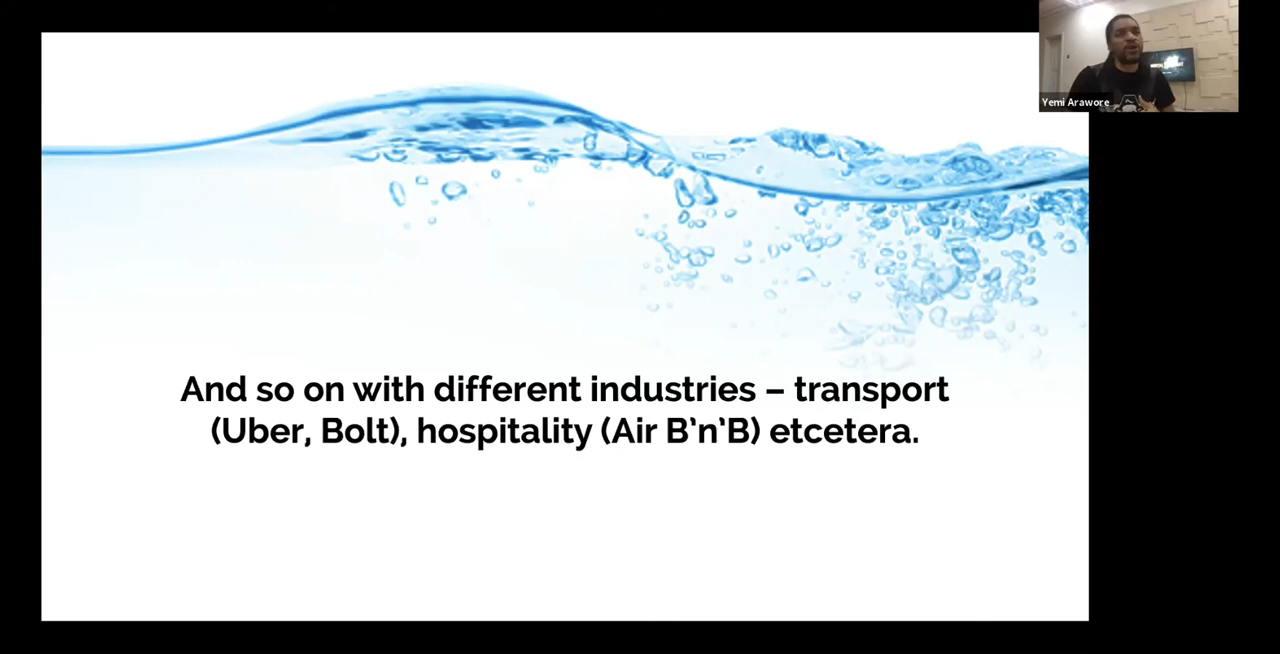 Yemi Arawore
And so on with different industries – transport
(Uber, Bolt), hospitality (Air B’n’B) etcetera.